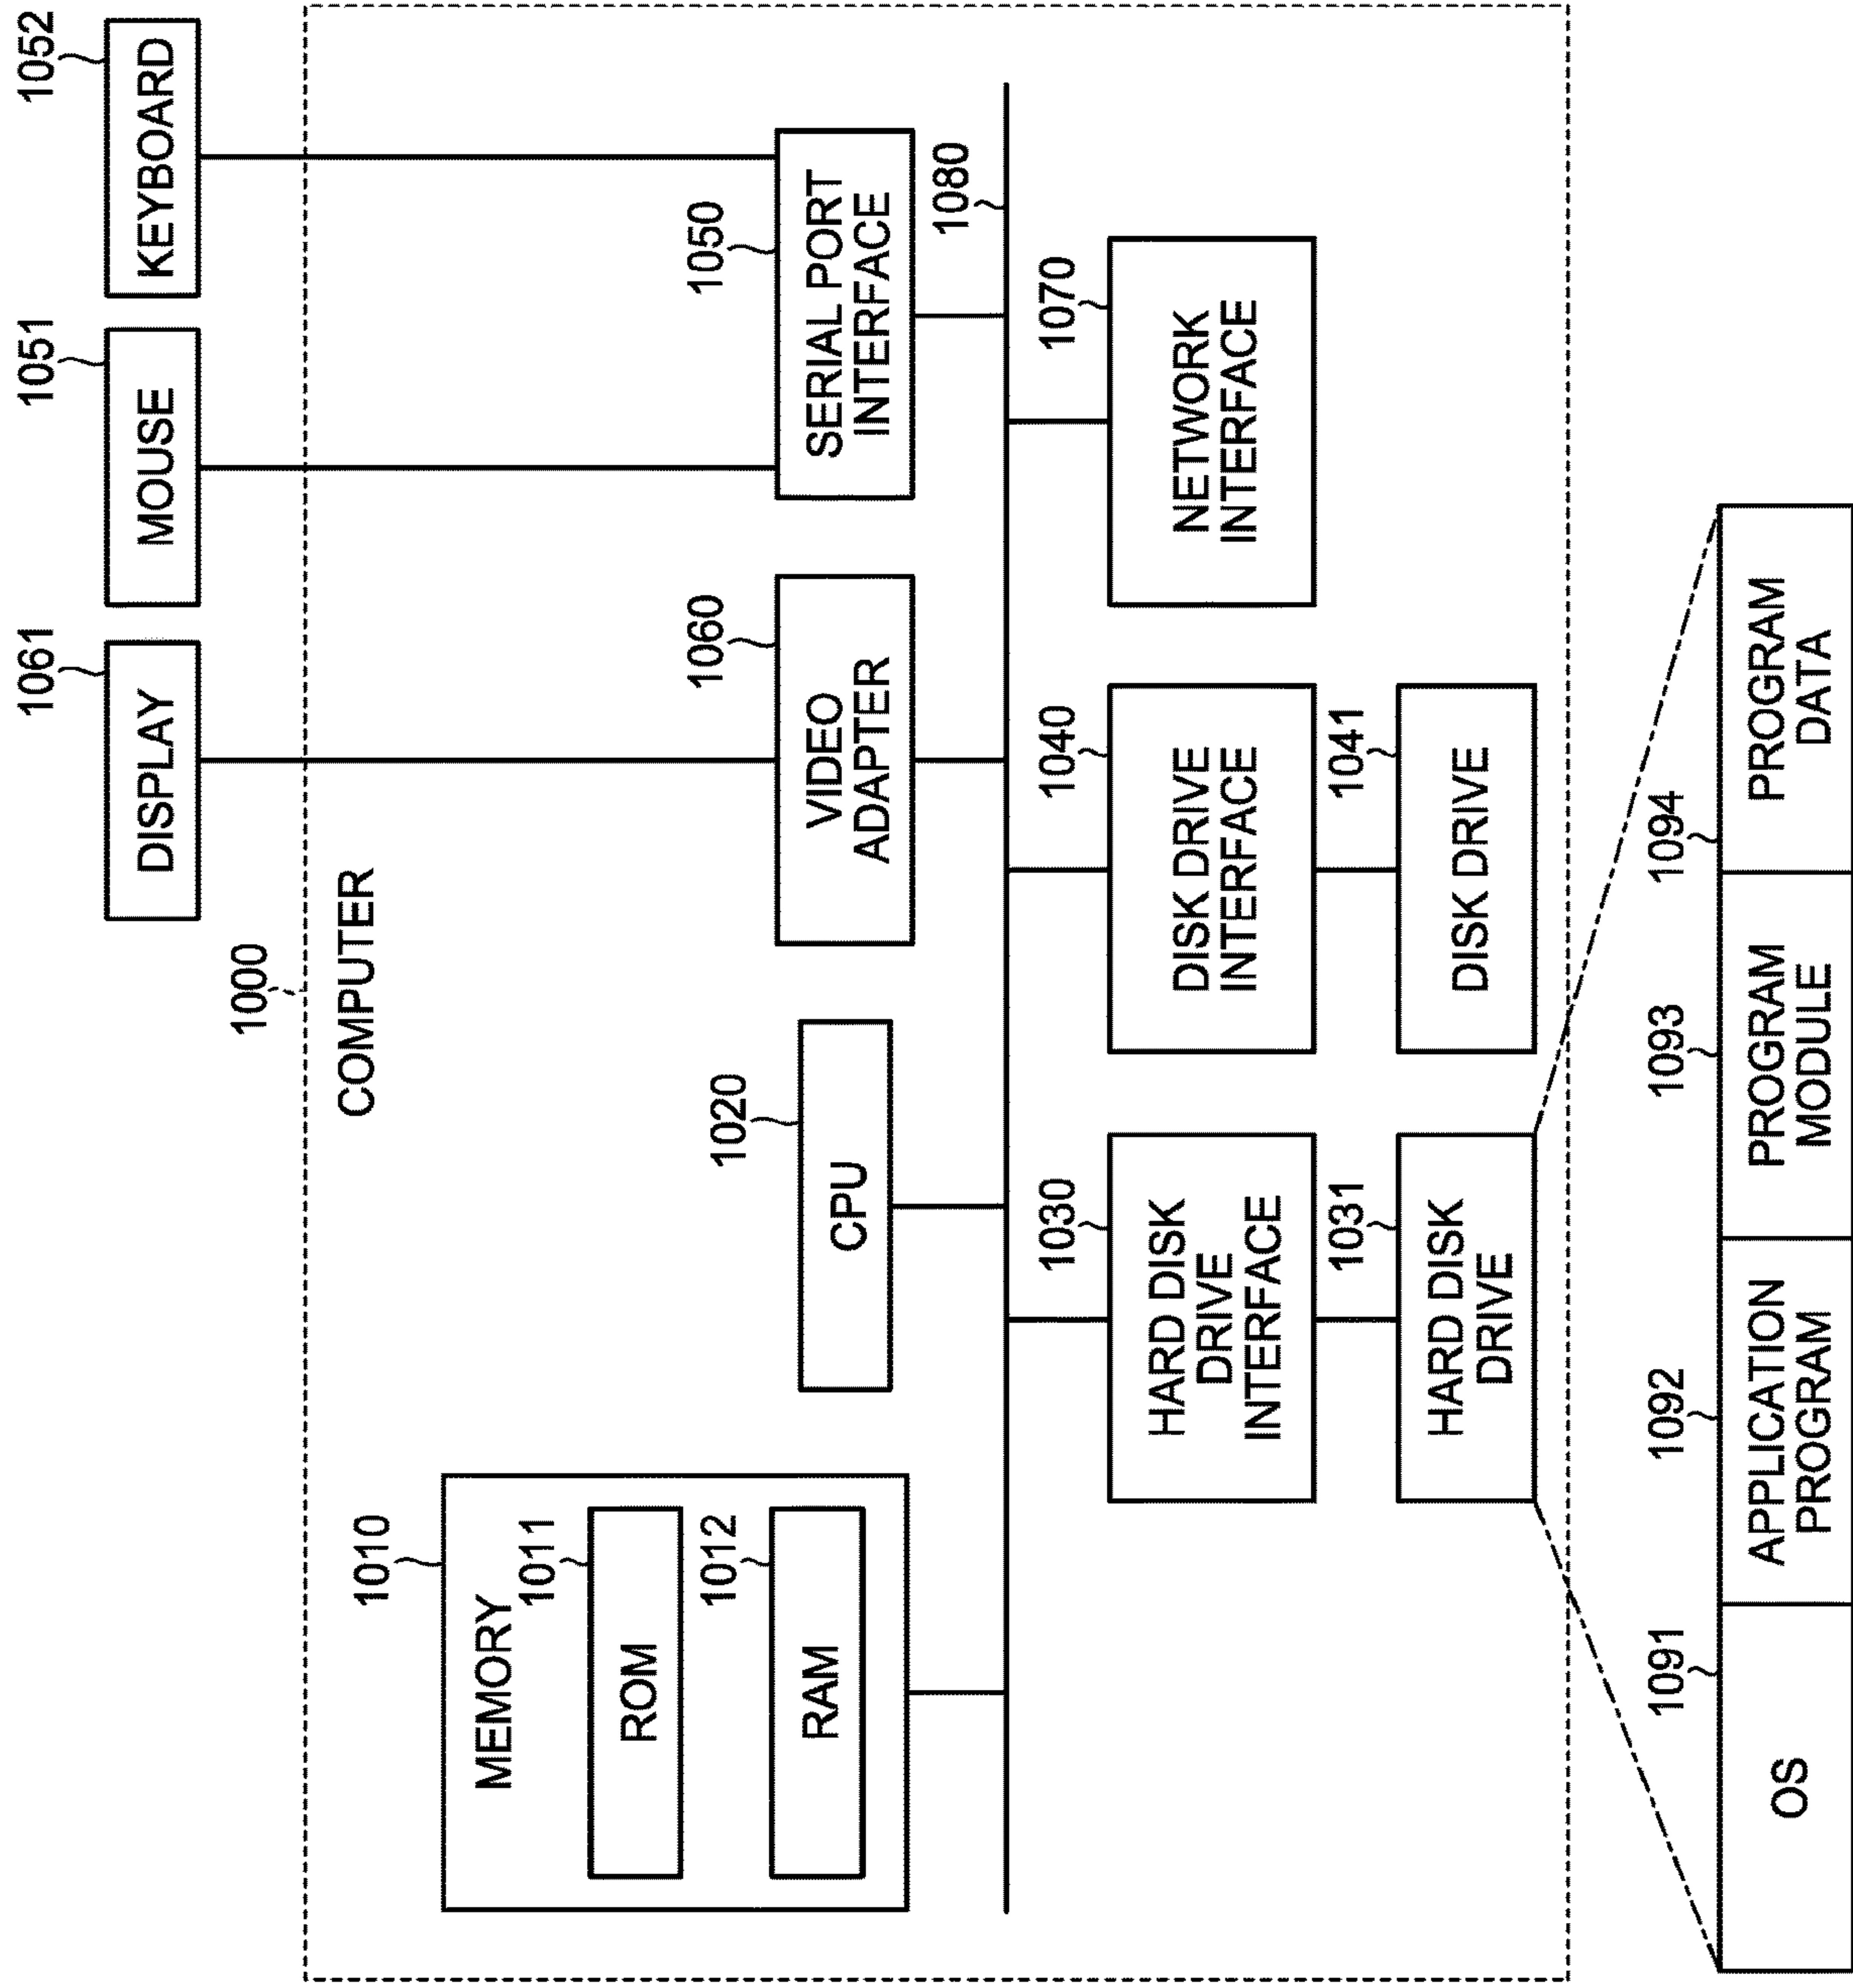 1061
DISPLAY
1051
MOUSE
1052
KEYBOARD
1000
COMPUTER
1010
MEMORY
1011
ROM
1012
RAM
1020
CPU
1060
VIDEO
ADAPTER
1050
SERIAL PORT
INTERFACE
1080
1030
HARD DISK
DRIVE
INTERFACE
1040
DISK DRIVE
INTERFACE
1070
NETWORK
INTERFACE
1031
HARD DISK
DRIVE
1041
DISK DRIVE
1091
OS
1092
APPLICATION
PROGRAM
1093
PROGRAM
MODULE
1094
PROGRAM
DATA